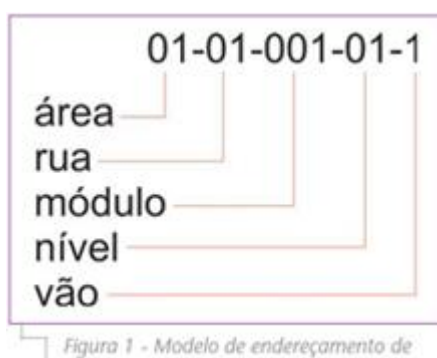 01-01-001-01-1
área
rua
módulo
nível
vão
Figura 1 - Modelo de endereçamento de